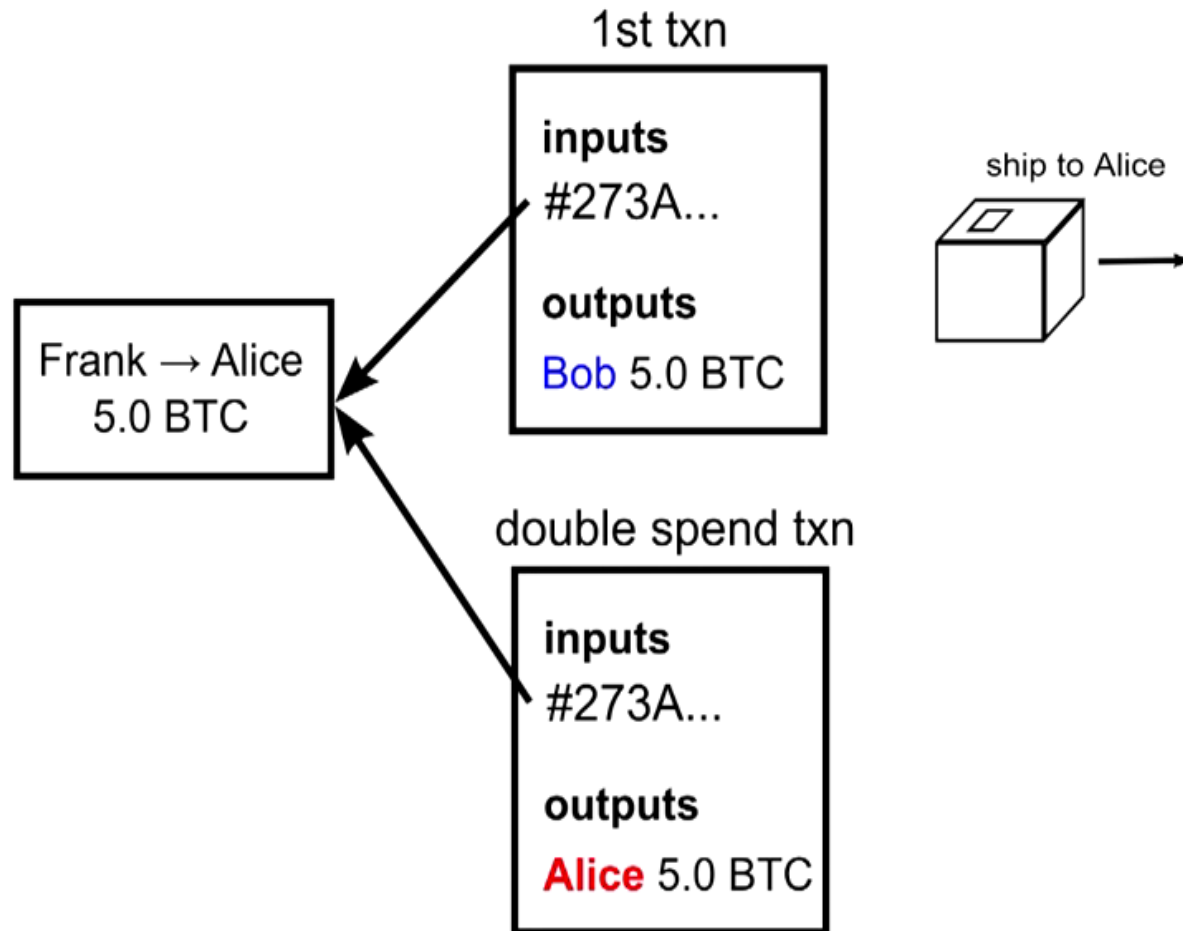 1st txn
inputs
#273A...
outputs
Bob 5.0 BTC
ship to Alice
Frank → Alice
5.0 BTC
double spend txn
inputs
#273A...
outputs
Alice 5.0 BTC